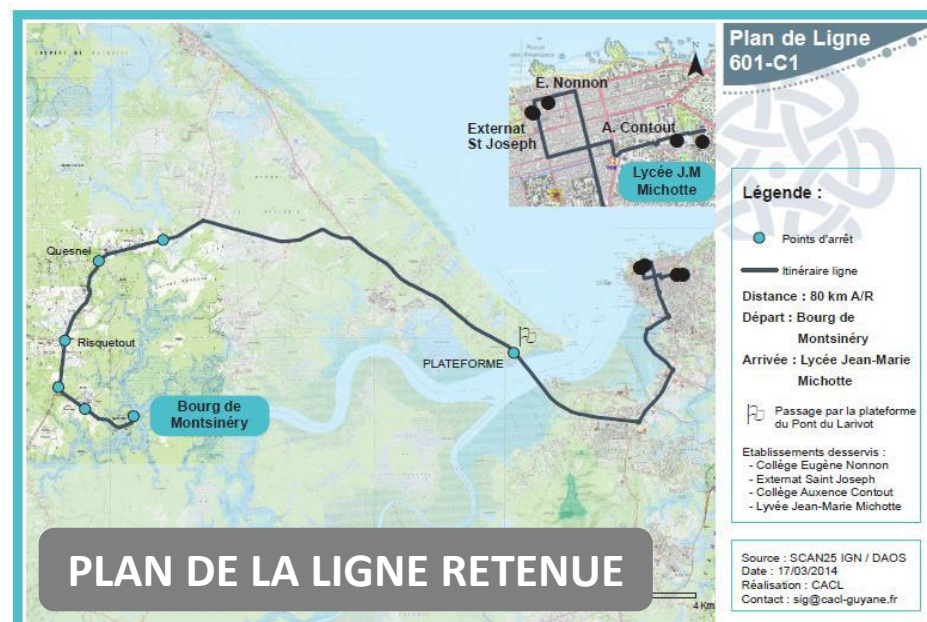 Plan de Ligne
601-C1
N
E. Nonnon
Externat
St Joseph
A. Contout
Lycée J.M
Michotte
Légende :
Points d'arrêt
Itinéraire ligne
Distance : 80 km A/R
Départ : Bourg de
Montsinéry
Arrivée : Lycée Jean-Marie
Michotte
Passage par la plateforme
du Pont du Larivot
Etablissements desservis :
- Collège Eugène Nonnon
- Externat Saint Joseph
- Collège Auxence Contout
- Lyvée Jean-Marie Michotte
Quesnel
Risquetout
PLATEFORME
Bourg de
Montsinéry
PLAN DE LA LIGNE RETENUE
4 Km
Source : SCAN25 IGN / DAOS
Date : 17/03/2014
Réalisation : CACL
Contact : sig@cacl-guyane.fr